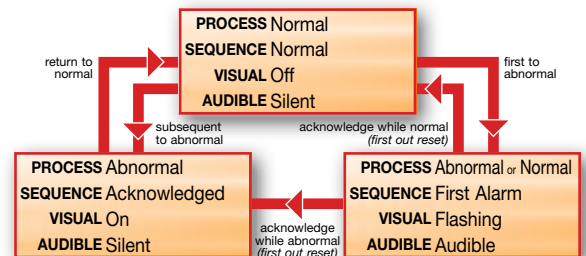 PROCESS Normal
SEQUENCE Normal
VISUAL Off
AUDIBLE Silent
return to
normal
first to
abnormal
subsequent
to abnormal
acknowledge while normal
(first out reset)
PROCESS Abnormal
SEQUENCE Acknowledged
VISUAL On
AUDIBLE Silent
acknowledge
while abnormal
(first out reset)
PROCESS Abnormal or Normal
SEQUENCE First Alarm
VISUAL Flashing
AUDIBLE Audible